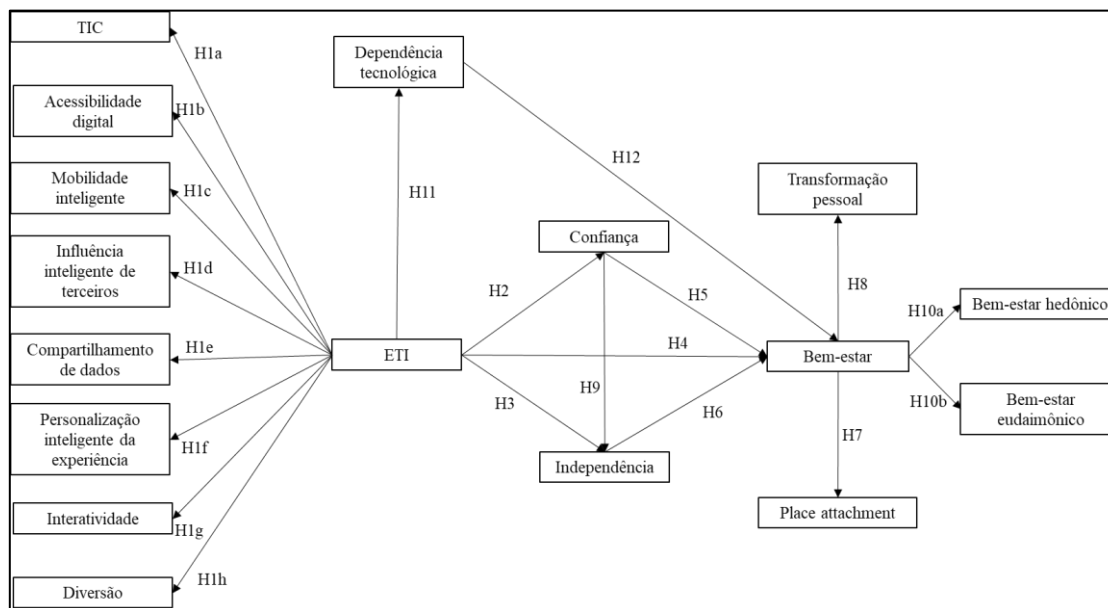 TIC
H1a
Acessibilidade
digital
H1b
Mobilidade
inteligente
H1c
Influência
inteligente de
terceiros
H1d
Compartilhamento
de dados
H1e
Personalização
inteligente da
experiência
H1f
Interatividade
H1g
Diversão
H1h
Dependência
tecnológica
H11
ETI
H12
H2
H3
H4
Confiança
H5
H9
H6
Independência
Transformação
pessoal
H8
Bem-estar
H7
Place attachment
H10a
Bem-estar hedônico
H10b
Bem-estar
eudaimônico